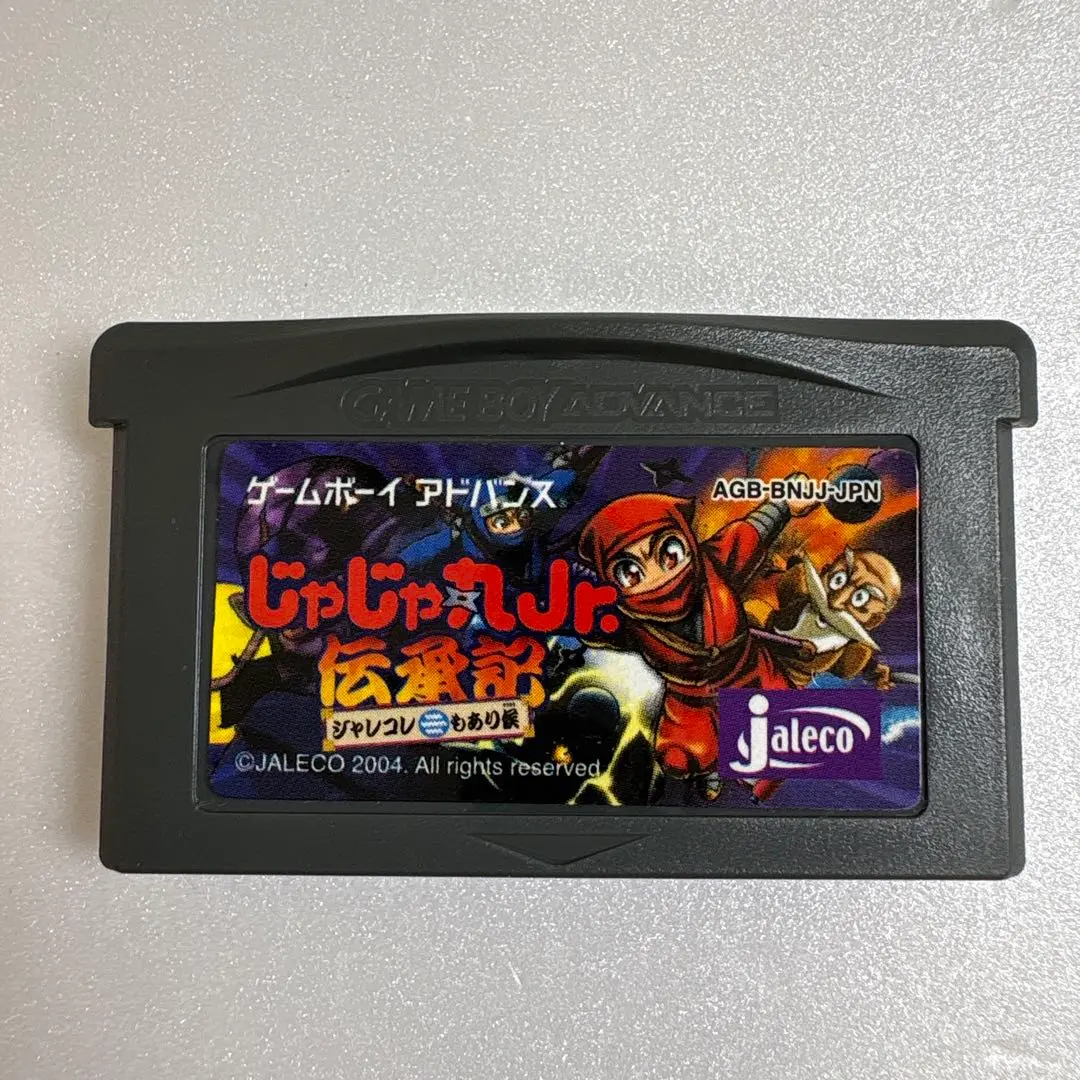 GAME BOY ADVANCE
ゲームボーイ アドバンス
AGB-BNJJ-JPN
じゃじゃ丸Jr.
伝承記
ジャレコレ もあり候
©JALECO 2004. All rights reserved.
jaleco